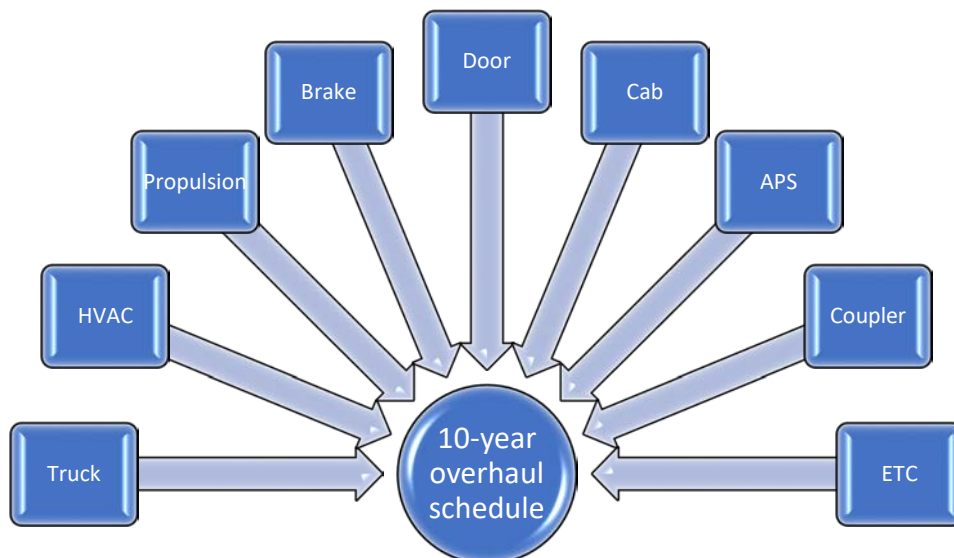 Door
Brake
Cab
Propulsion
APS
HVAC
Coupler
Truck
10-year
overhaul
schedule
ETC